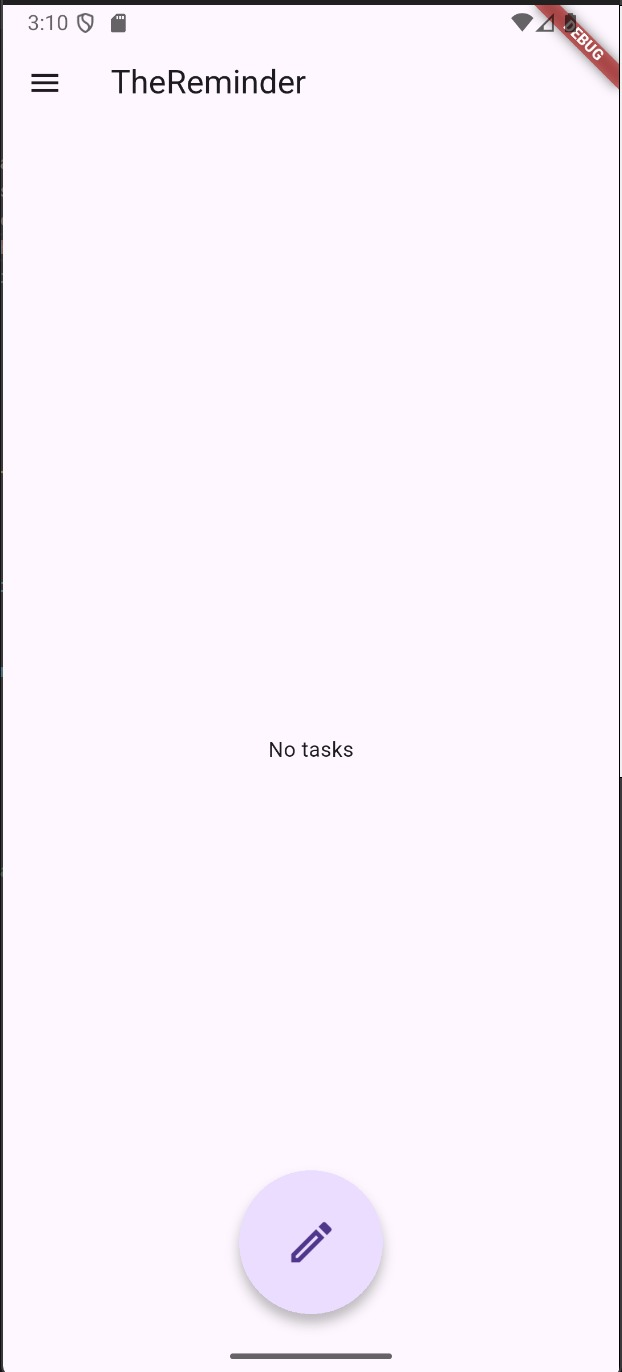 3:10
DEBUG
TheReminder
No tasks